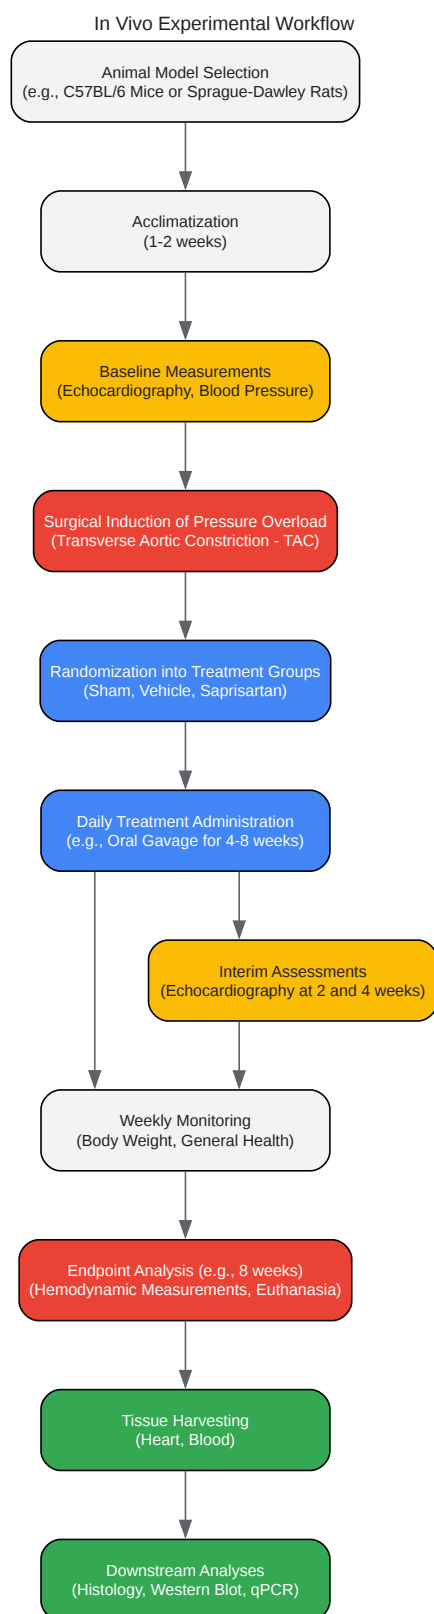 In Vivo Experimental Workflow
Animal Model Selection
(e.g., C57BL/6 Mice or Sprague-Dawley Rats)
Acclimatization
(1-2 weeks)
Baseline Measurements
(Echocardiography, Blood Pressure)
Surgical Induction of Pressure Overload
(Transverse Aortic Constriction - TAC)
Randomization into Treatment Groups
(Sham, Vehicle, Saprisartan)
Daily Treatment Administration
(e.g., Oral Gavage for 4-8 weeks)
Interim Assessments
(Echocardiography at 2 and 4 weeks)
Weekly Monitoring
(Body Weight, General Health)
Endpoint Analysis (e.g., 8 weeks)
(Hemodynamic Measurements, Euthanasia)
Tissue Harvesting
(Heart, Blood)
Downstream Analyses
(Histology, Western Blot, qPCR)